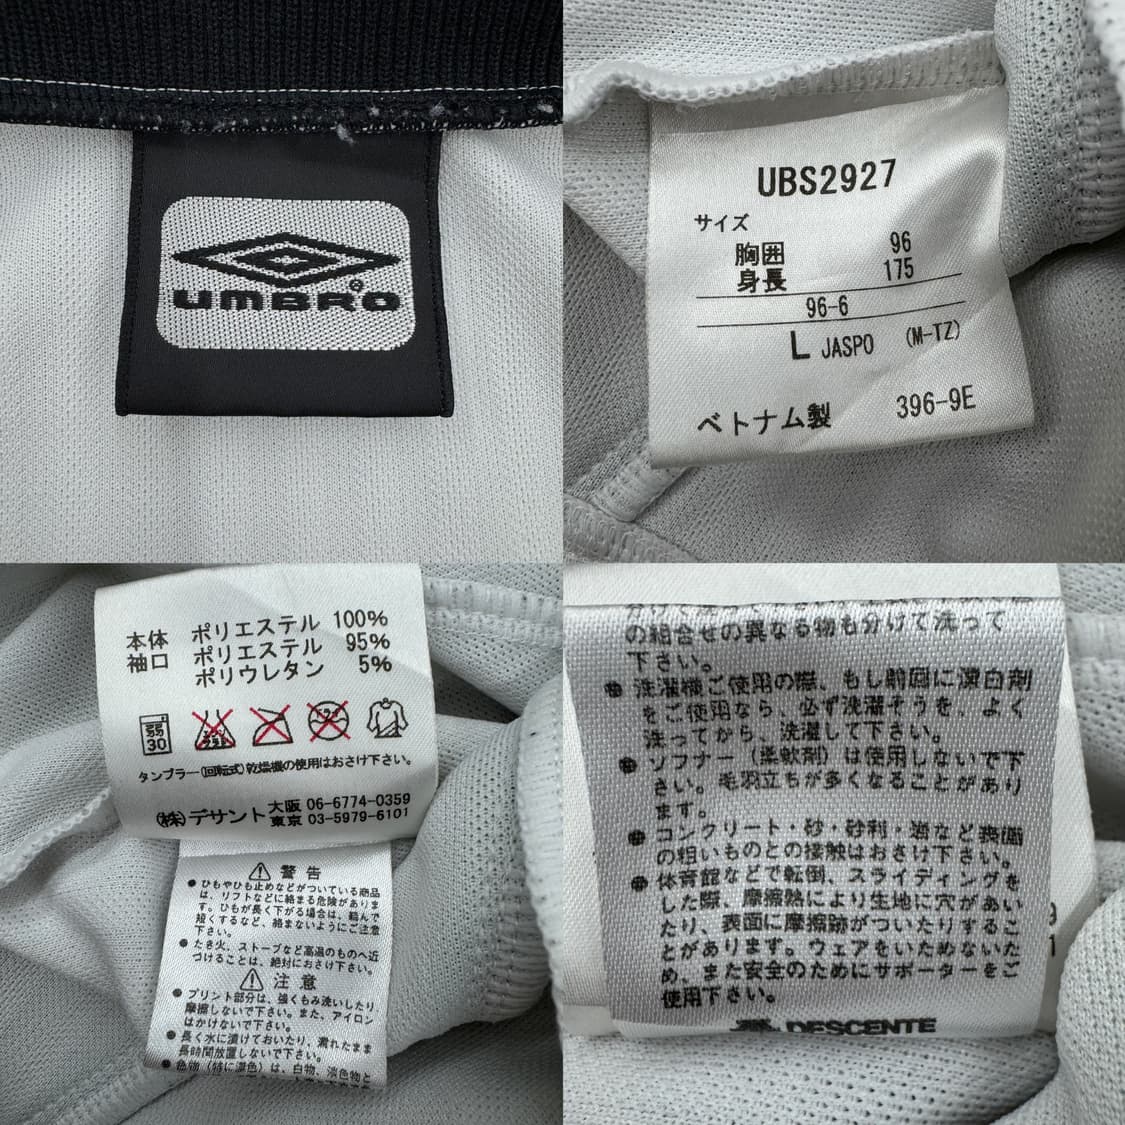 UMBRO
®
UBS2927
サイズ
胸囲 96
身長 175
96-6
L JASPO (M-TZ)
ベトナム製 396-9E
本体 ポリエステル 100%
袖口 ポリエステル 95%
ポリウレタン 5%
30
タンブラー(回転式)乾燥機の使用はおさけ下さい。
(株)デサント 大阪 06-6774-0359
東京 03-5979-6101
警告
● ひもやひも止めなどがついている商品
は、リフトなどに絡まる危険がありま
す。ひもが長く下がる場合は、結んで
短くするなど、絡まないようにご注意
下さい。
● たき火、ストーブなど高温のものへ近
づけることは、絶対におさけ下さい。
注意
● プリント部分は、強くもみ洗いしたり、
摩擦しないで下さい。また、アイロン
はかけないで下さい。
● 長く水に漬けておいたり、濡れたまま
長時間放置しないで下さい。
● 色物(特に濃色)は、白物、淡色物と
の組合せの異なる物も分けて洗って
下さい。
● 洗濯機ご使用の際、もし前回に漂白剤
をご使用なら、必ず洗濯そうを、よく
洗ってから、洗濯して下さい。
● ソフナー(柔軟剤)は使用しないで下
さい。毛羽立ちが多くなることがあり
ます。
● コンクリート・砂・砂利・海など表面
の粗いものとの接触はおさけ下さい。
● 体育館などで転倒、スライディングを
した際、摩擦熱により生地に穴があい
たり、表面に摩擦跡がついたりするこ
とがあります。ウェアをいためないた
め、また安全のためにサポーターをご
使用下さい。
DESCENTE